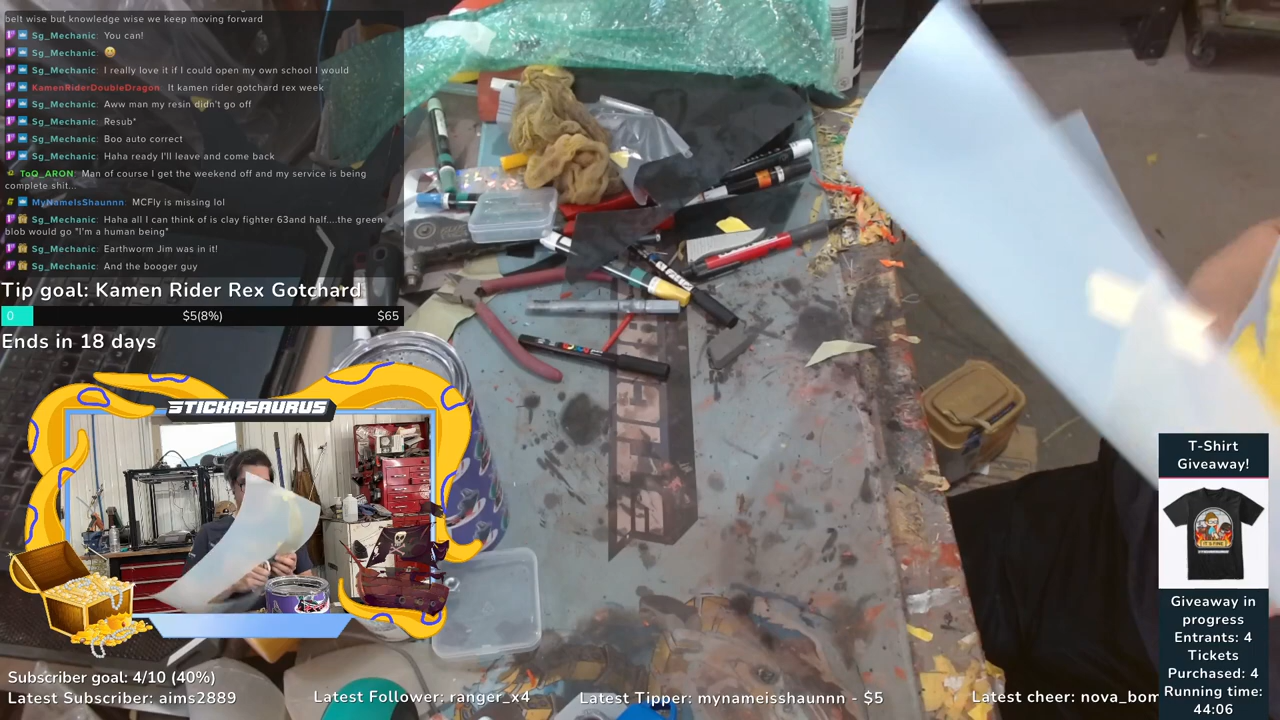 belt wise but knowledge wise we keep moving forward
Sg_Mechanic: You can!
Sg_Mechanic: 😀
Sg_Mechanic: I really love it if I could open my own school I would
KamenRiderDoubleDragon: It kamen rider gotchard rex week
Sg_Mechanic: Aww man my resin didn't go off
Sg_Mechanic: Resub*
Sg_Mechanic: Boo auto correct
Sg_Mechanic: Haha ready I'll leave and come back
ToQ_ARON: Man of course I get the weekend off and my service is being
complete shit...
MyNameIsShaunnn: MCFly is missing lol
Sg_Mechanic: Haha all I can think of is clay fighter 63and half....the green
blob would go "I'm a human being"
Sg_Mechanic: Earthworm Jim was in it!
Sg_Mechanic: And the booger guy
Tip goal: Kamen Rider Rex Gotchard
0 $5(8%) $65
Ends in 18 days
STICKASAURUS
T-Shirt
Giveaway!
IT'S FINE
Giveaway in
progress
Entrants: 4
Tickets
Purchased: 4
Running time:
44:06
Subscriber goal: 4/10 (40%)
Latest Subscriber: aims2889
Latest Follower: ranger_x4
Latest Tipper: mynameisshaunnn - $5
Latest cheer: nova_bom